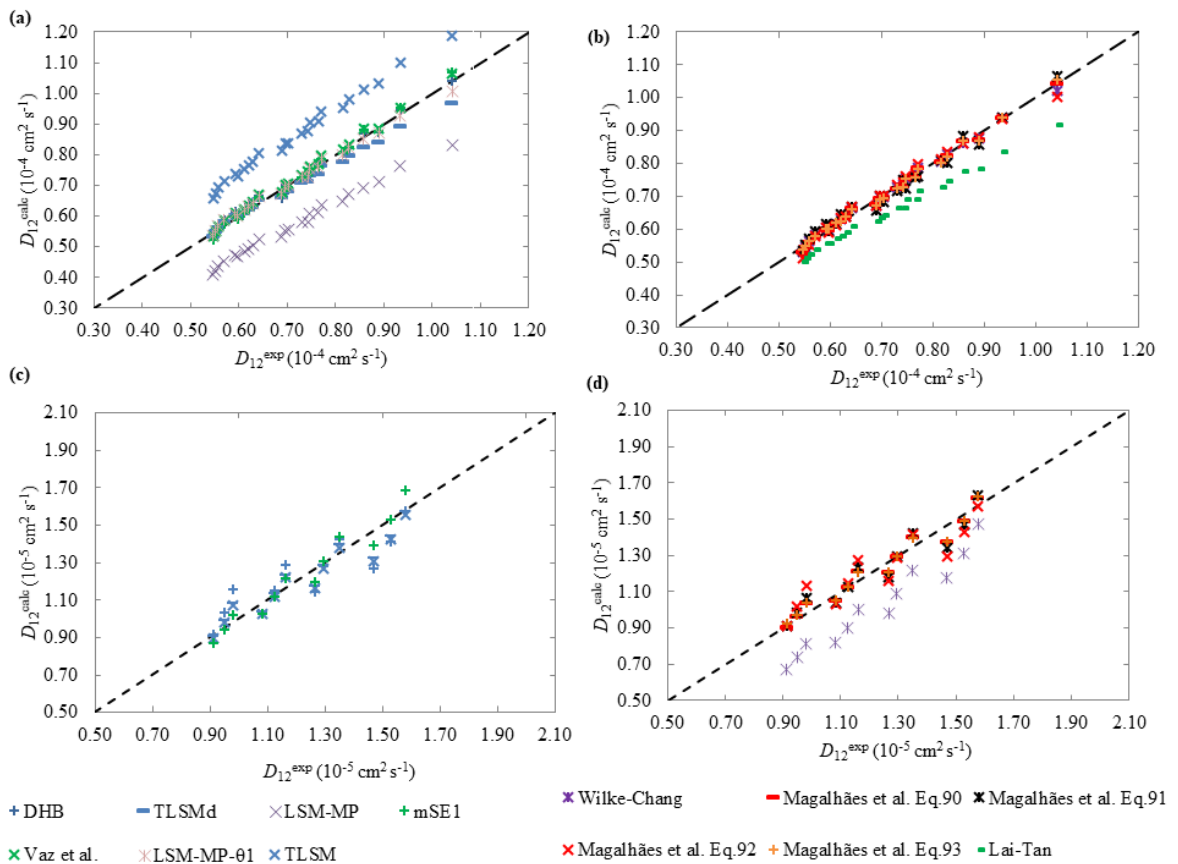 (a)
1.20
1.10
1.00
0.90
0.80
0.70
0.60
0.50
0.40
0.30
D12calc (10-4 cm2 s-1)
0.30 0.40 0.50 0.60 0.70 0.80 0.90 1.00 1.10 1.20
D12exp (10-4 cm2 s-1)
(b)
1.20
1.10
1.00
0.90
0.80
0.70
0.60
0.50
0.40
0.30
D12calc (10-4 cm2 s-1)
0.30 0.40 0.50 0.60 0.70 0.80 0.90 1.00 1.10 1.20
D12exp (10-4 cm2 s-1)
(c)
2.10
1.90
1.70
1.50
1.30
1.10
0.90
0.70
0.50
D12calc (10-5 cm2 s-1)
0.50 0.70 0.90 1.10 1.30 1.50 1.70 1.90 2.10
D12exp (10-5 cm2 s-1)
(d)
2.10
1.90
1.70
1.50
1.30
1.10
0.90
0.70
0.50
D12calc (10-5 cm2 s-1)
0.50 0.70 0.90 1.10 1.30 1.50 1.70 1.90 2.10
D12exp (10-5 cm2 s-1)
DHB TLSMd LSM-MP mSE1
Vaz et al. LSM-MP-θ1 TLSM
Wilke-Chang Magalhães et al. Eq.90 Magalhães et al. Eq.91
Magalhães et al. Eq.92 Magalhães et al. Eq.93 Lai-Tan